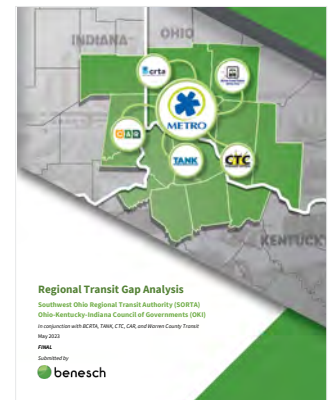 INDIANA
OHIO
bcrta
METRO
CAR
TANK
CTC
KENTUCKY
Regional Transit Gap Analysis
Southwest Ohio Regional Transit Authority (SORTA)
Ohio-Kentucky-Indiana Council of Governments (OKI)
In conjunction with BCRTA, TANK, CTC, CAR, and Warren County Transit
May 2023
FINAL
Submitted by
benesch